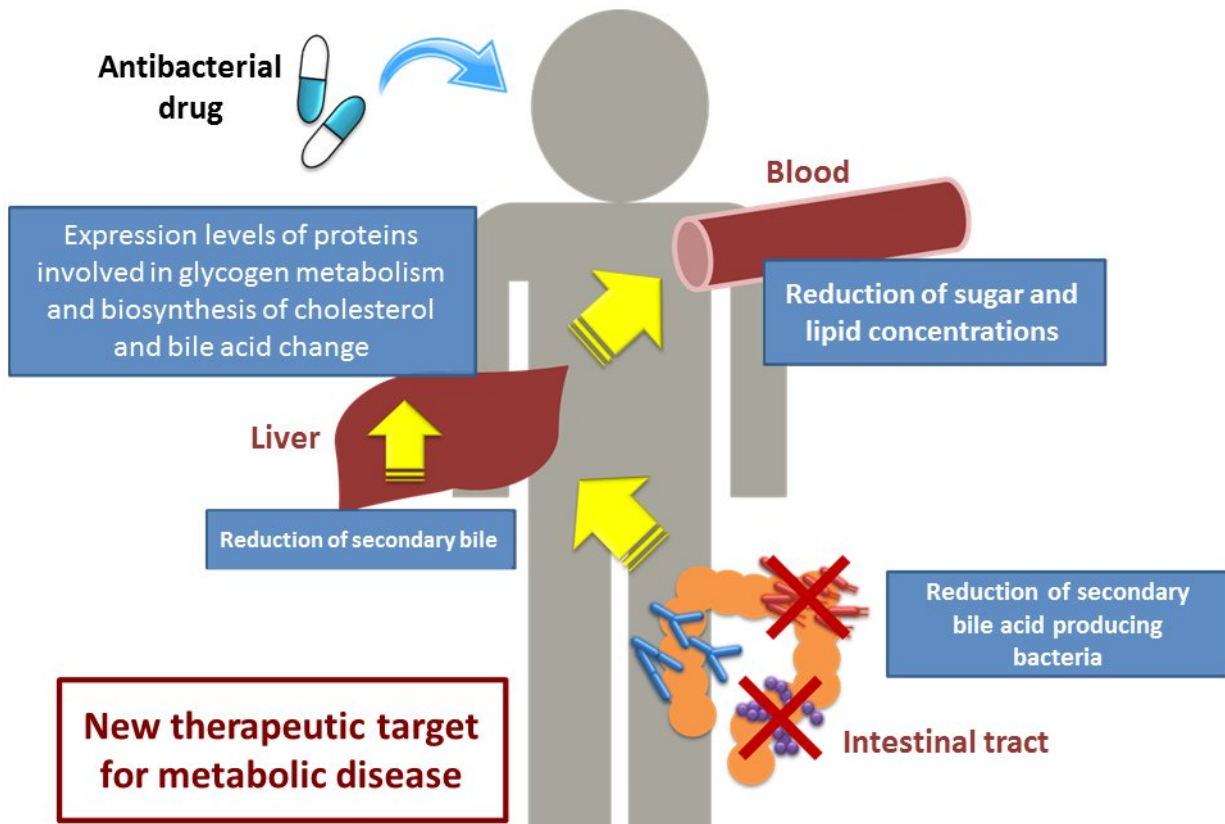 Antibacterial
drug
Blood
Expression levels of proteins
involved in glycogen metabolism
and biosynthesis of cholesterol
and bile acid change
Reduction of sugar and
lipid concentrations
Liver
Reduction of secondary bile
Reduction of secondary
bile acid producing
bacteria
Intestinal tract
New therapeutic target
for metabolic disease